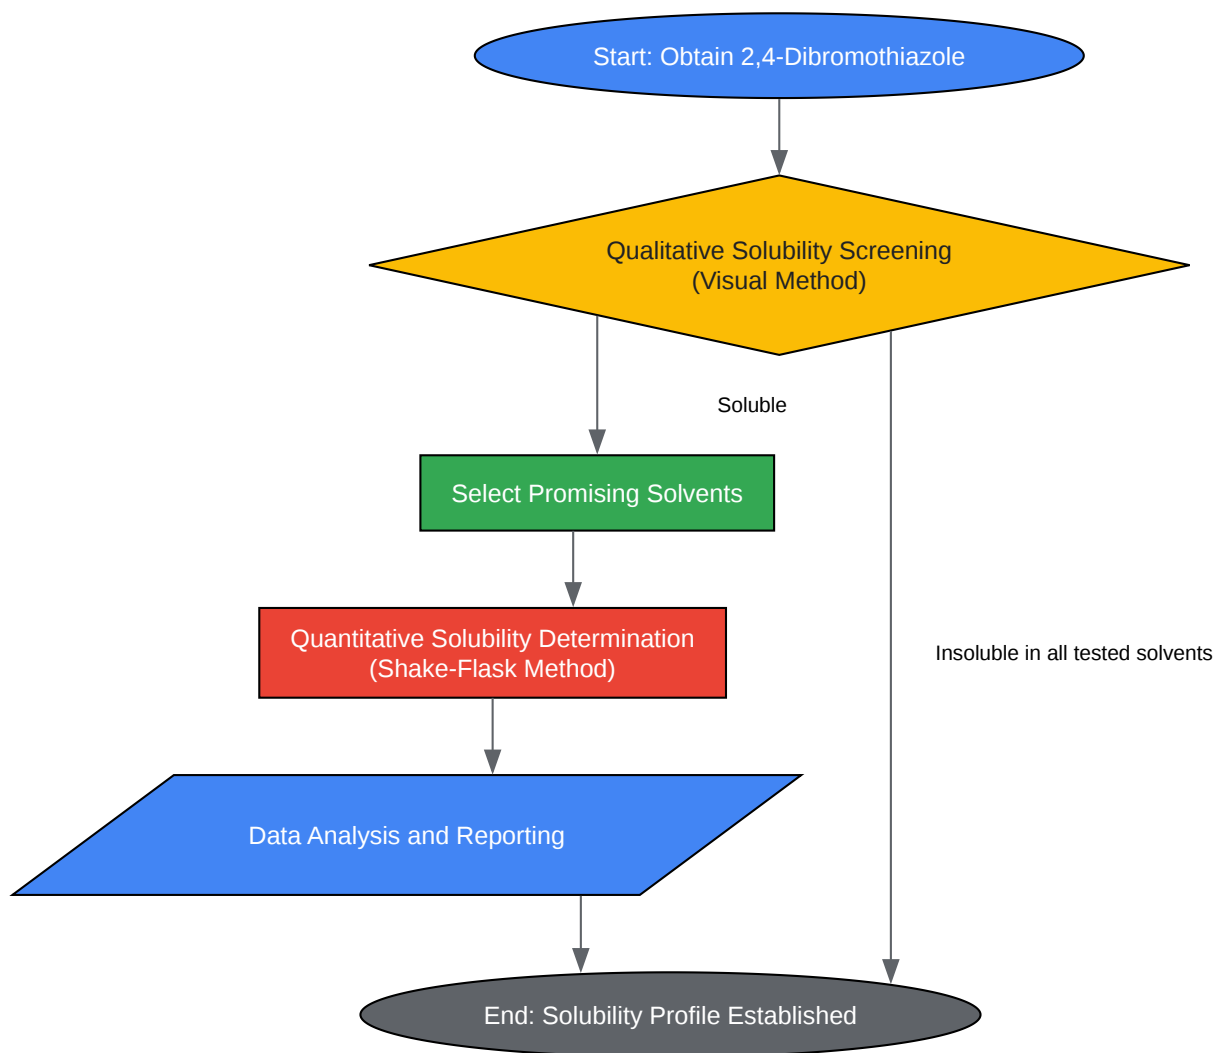 Start: Obtain 2,4-Dibromothiazole
Qualitative Solubility Screening
(Visual Method)
Soluble
Select Promising Solvents
Quantitative Solubility Determination
(Shake-Flask Method)
Insoluble in all tested solvents
Data Analysis and Reporting
End: Solubility Profile Established